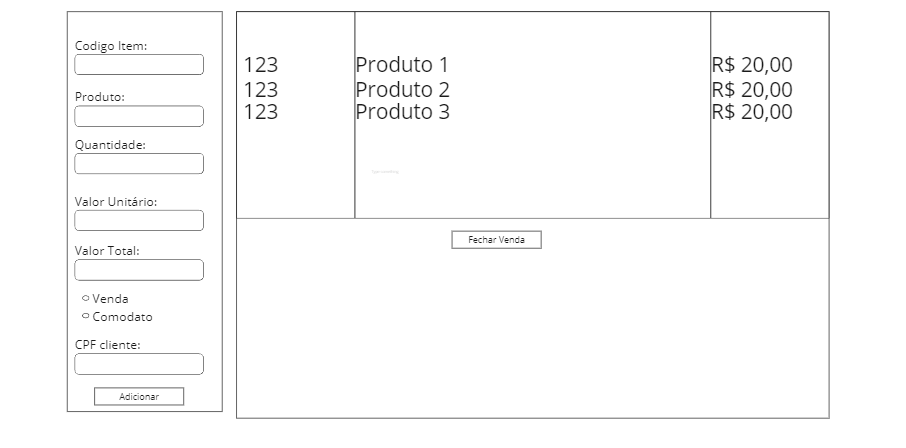 Codigo Item:
Produto:
Quantidade:
Valor Unitário:
Valor Total:
Venda
Comodato
CPF cliente:
Adicionar
123 Produto 1 R$ 20,00
123 Produto 2 R$ 20,00
123 Produto 3 R$ 20,00
Fechar Venda